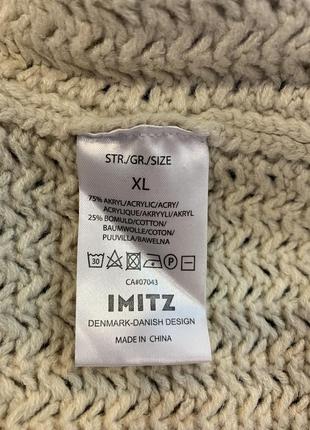 STR./GR./SIZE
XL
75% AKRYL/ACRYLIC/ACRY/
ACRYLIQUE/AKRYYLI/AKRYL
25% BOMULD/COTTON/
BAUMWOLLE/COTON/
PUUVILLA/BAWELNA
30 P
CA#07043
IMITZ
DENMARK-DANISH DESIGN
MADE IN CHINA